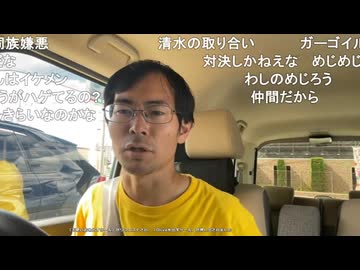 同族嫌悪 清水の取り合い ガーゴイル
な 対決しかねえな めじめじ
しはイケメン わしのめじろう
うがハゲてるの？ 仲間だから
きらいなのがな